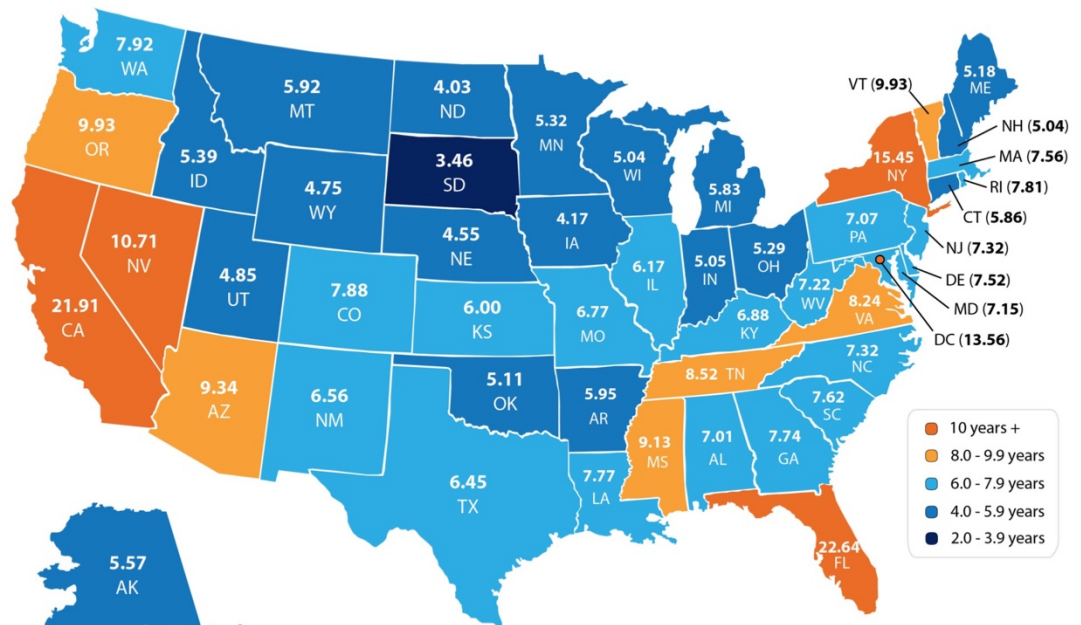 7.92
WA
9.93
OR
21.91
CA
10.71
NV
5.39
ID
5.92
MT
4.75
WY
4.85
UT
9.34
AZ
7.88
CO
6.56
NM
4.03
ND
3.46
SD
4.55
NE
6.00
KS
5.11
OK
6.45
TX
5.32
MN
4.17
IA
6.77
MO
5.95
AR
7.77
LA
5.04
WI
6.17
IL
5.83
MI
5.05
IN
5.29
OH
6.88
KY
8.52 TN
9.13
MS
7.01
AL
7.74
GA
22.64
FL
7.62
SC
7.32
NC
8.24
VA
7.22
WV
7.07
PA
15.45
NY
5.18
ME
VT (9.93)
NH (5.04)
MA (7.56)
RI (7.81)
CT (5.86)
NJ (7.32)
DE (7.52)
MD (7.15)
DC (13.56)
10 years +
8.0 - 9.9 years
6.0 - 7.9 years
4.0 - 5.9 years
2.0 - 3.9 years
5.57
AK